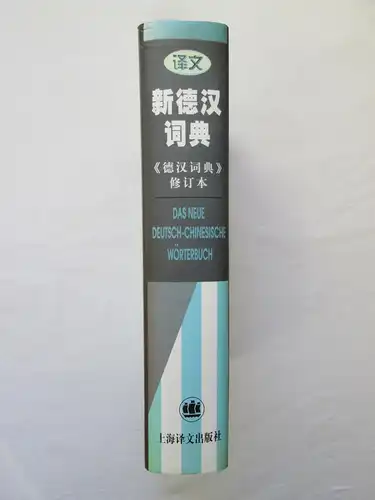 译文
新德汉
词典
《德汉词典》
修订本
DAS NEUE
DEUTSCH-CHINESISCHE
WÖRTERBUCH
上海译文出版社